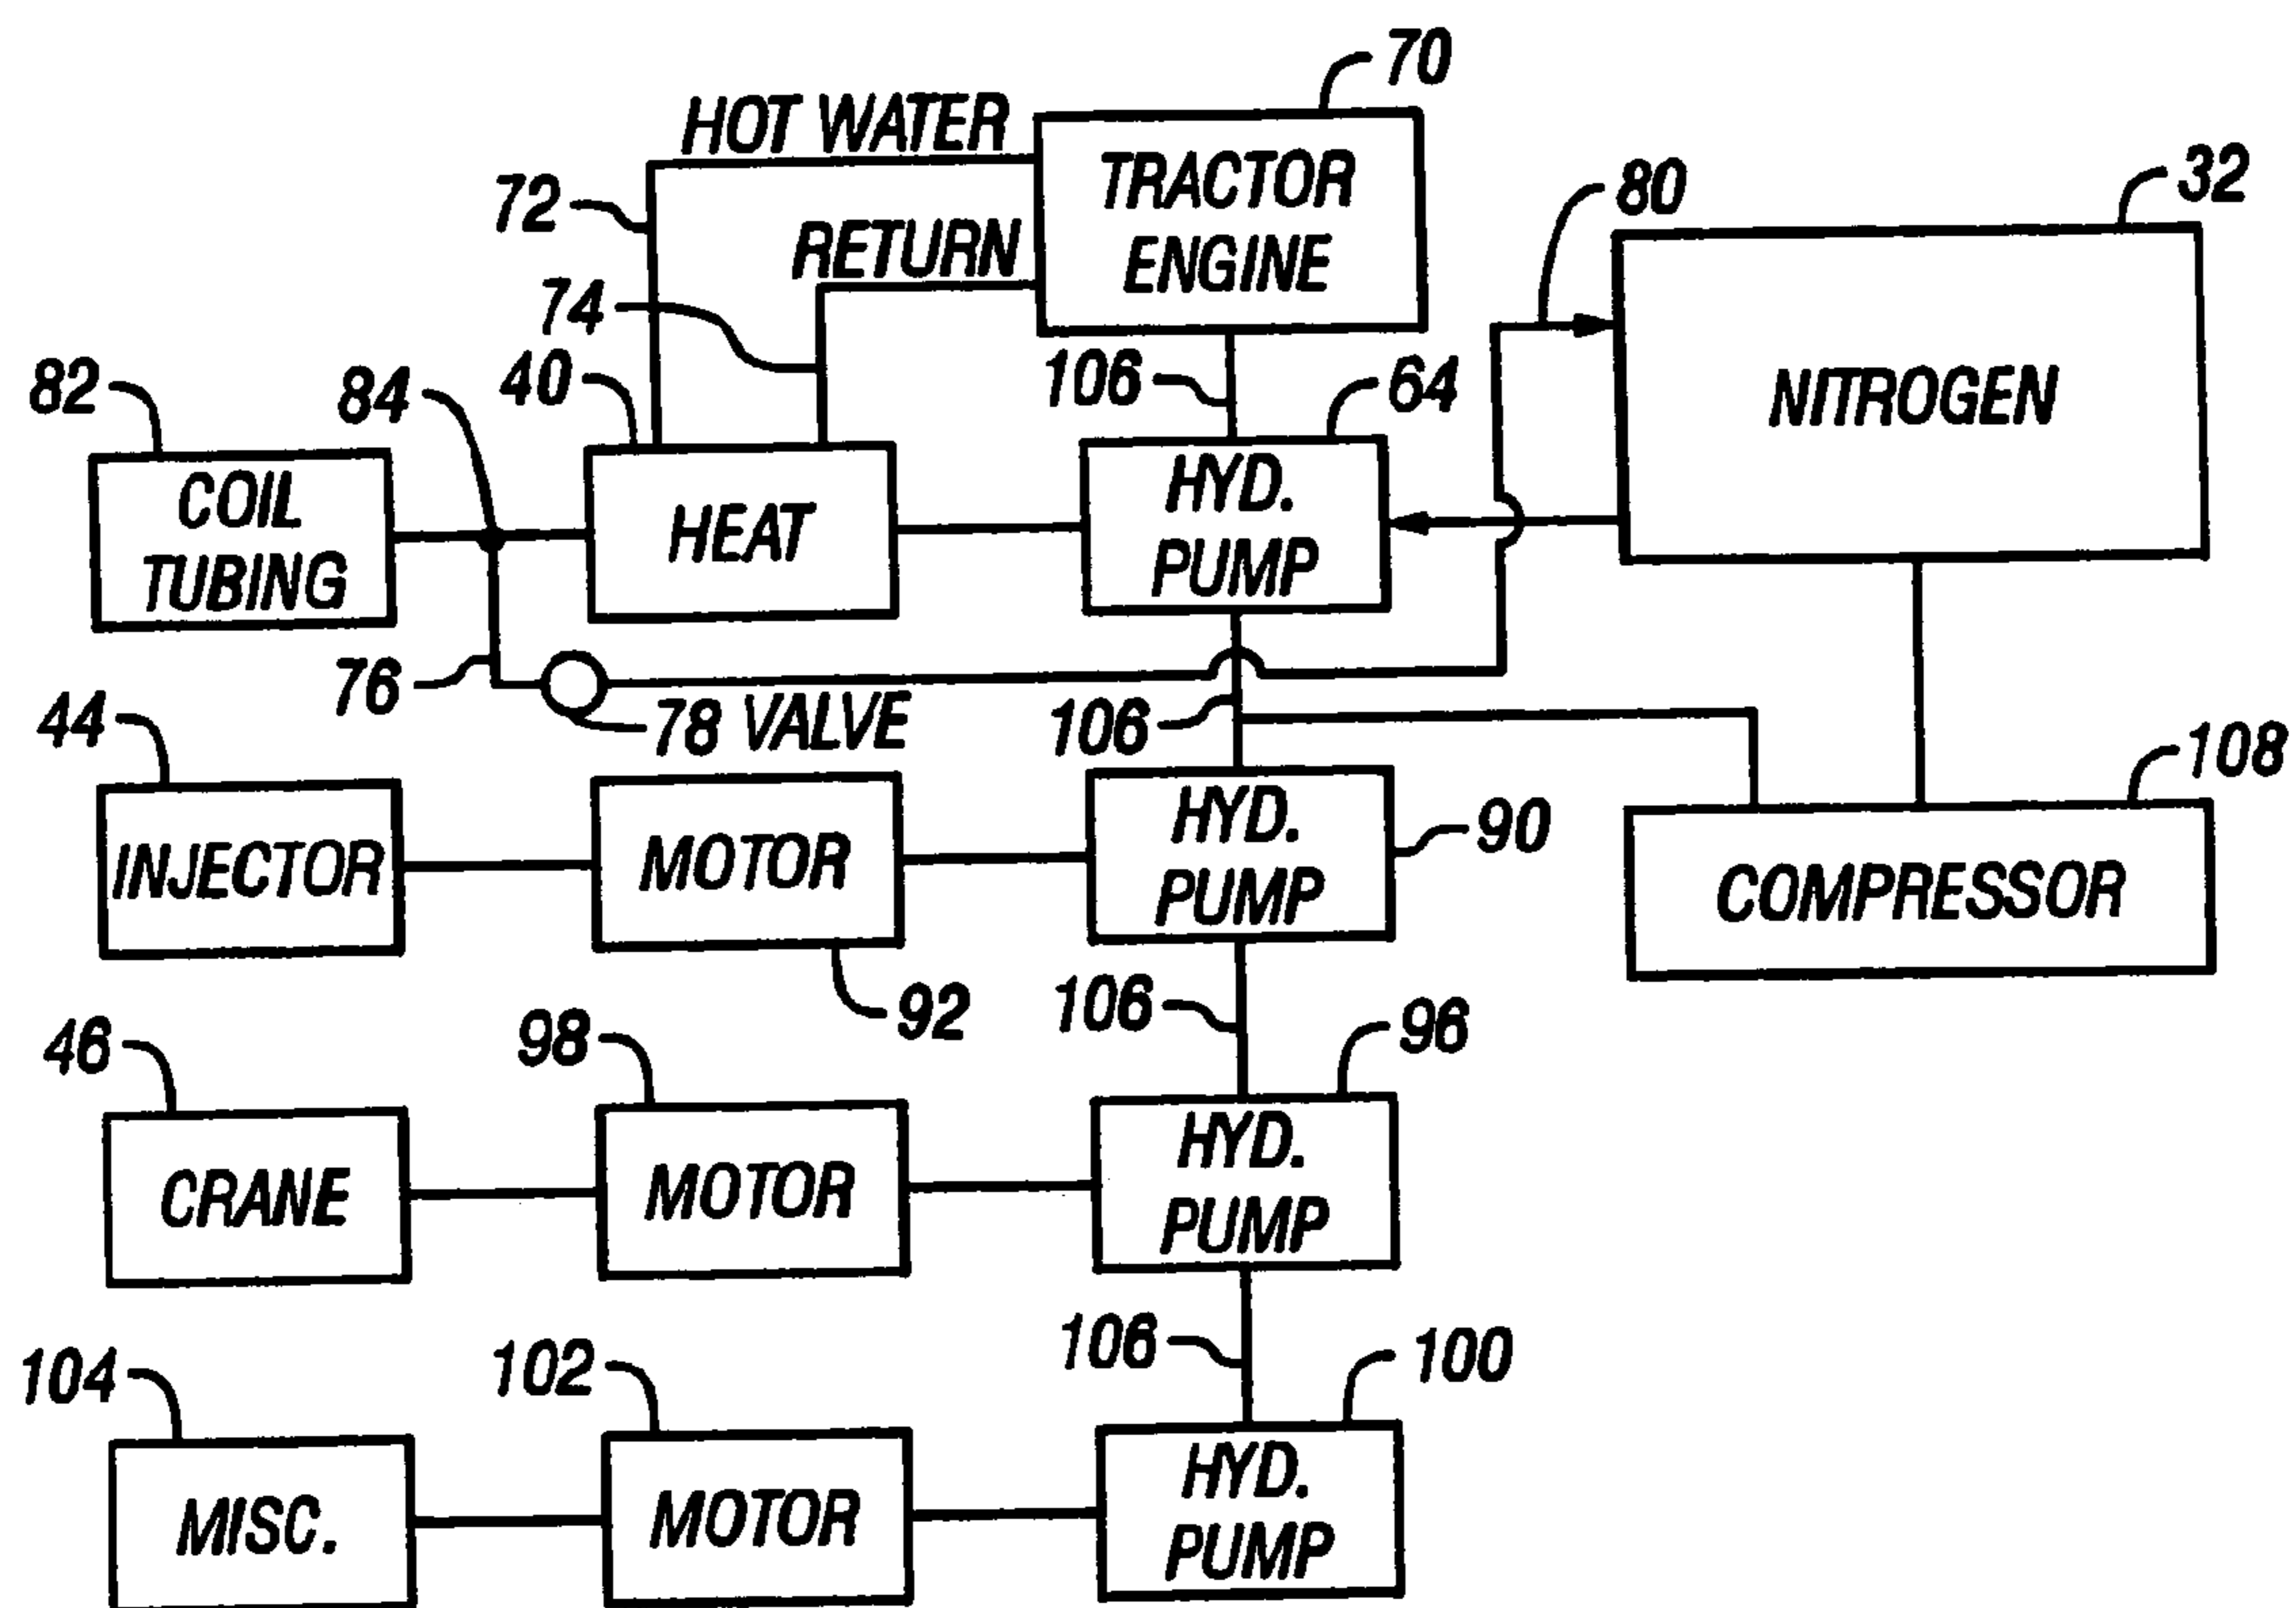 70
HOT WATER
TRACTOR
ENGINE
72
RETURN
80
32
74
NITROGEN
82
84
40
106
64
COIL
TUBING
HEAT
HYD.
PUMP
76
78 VALVE
106
44
108
INJECTOR
MOTOR
HYD.
PUMP
90
COMPRESSOR
92
106
46
98
96
CRANE
MOTOR
HYD.
PUMP
106
104
102
100
MISC.
MOTOR
HYD.
PUMP